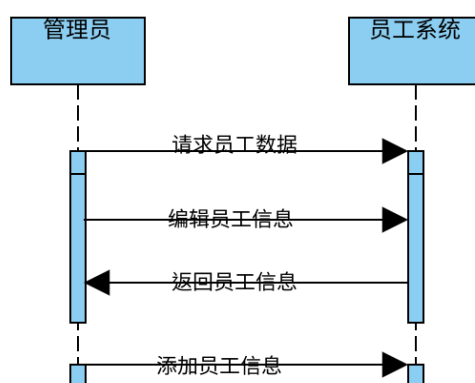 管理员
员工系统
请求员工数据
编辑员工信息
返回员工信息
添加员工信息